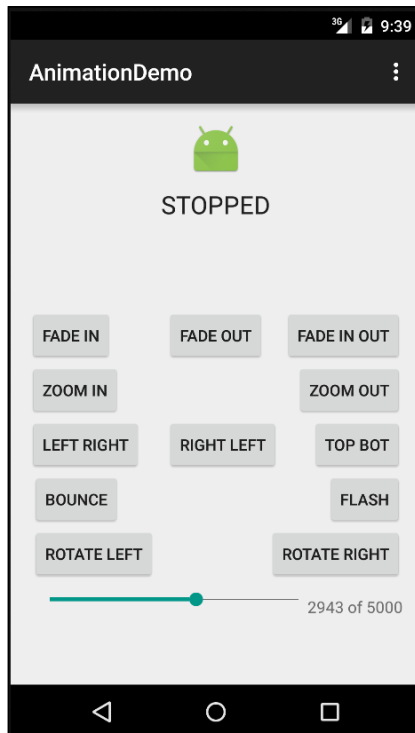 3G 9:39
AnimationDemo
STOPPED
FADE IN FADE OUT FADE IN OUT
ZOOM IN ZOOM OUT
LEFT RIGHT RIGHT LEFT TOP BOT
BOUNCE FLASH
ROTATE LEFT ROTATE RIGHT
2943 of 5000